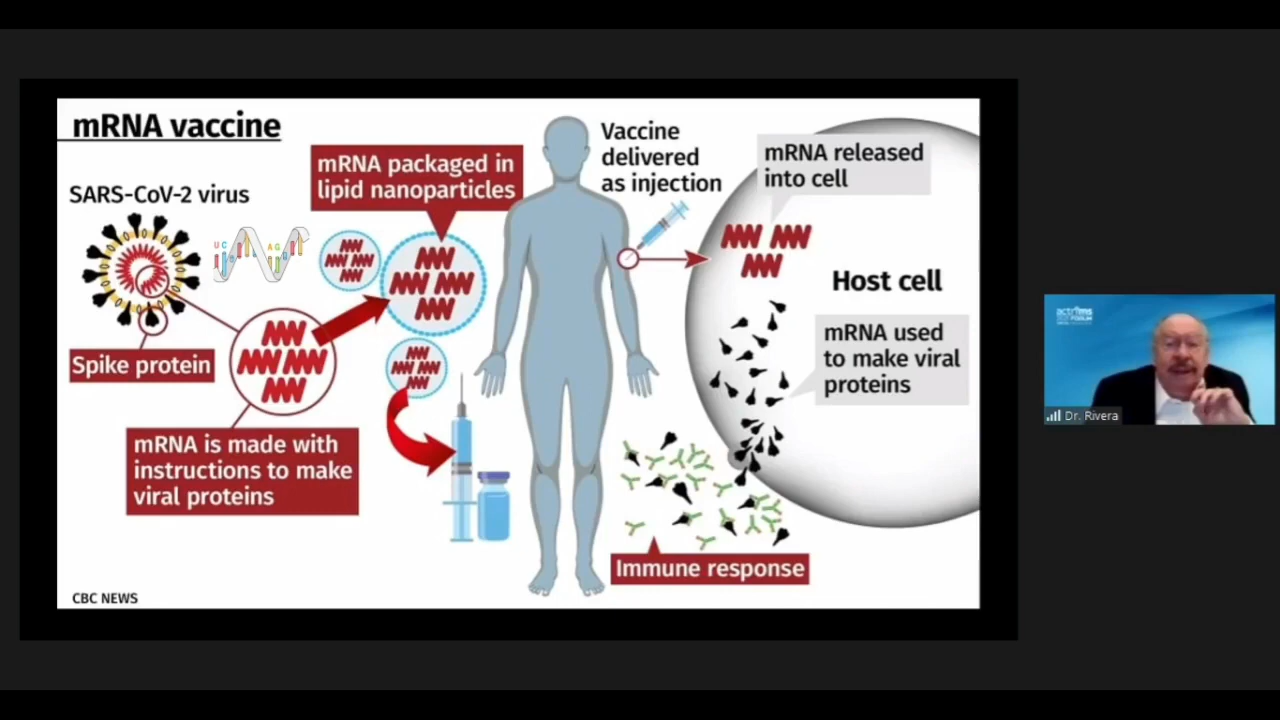 mRNA vaccine
SARS-CoV-2 virus
mRNA packaged in
lipid nanoparticles
U C
A G
Spike protein
mRNA is made with
instructions to make
viral proteins
Vaccine
delivered
as injection
mRNA released
into cell
Host cell
mRNA used
to make viral
proteins
Immune response
CBC NEWS
FORUM
Dr. Rivera